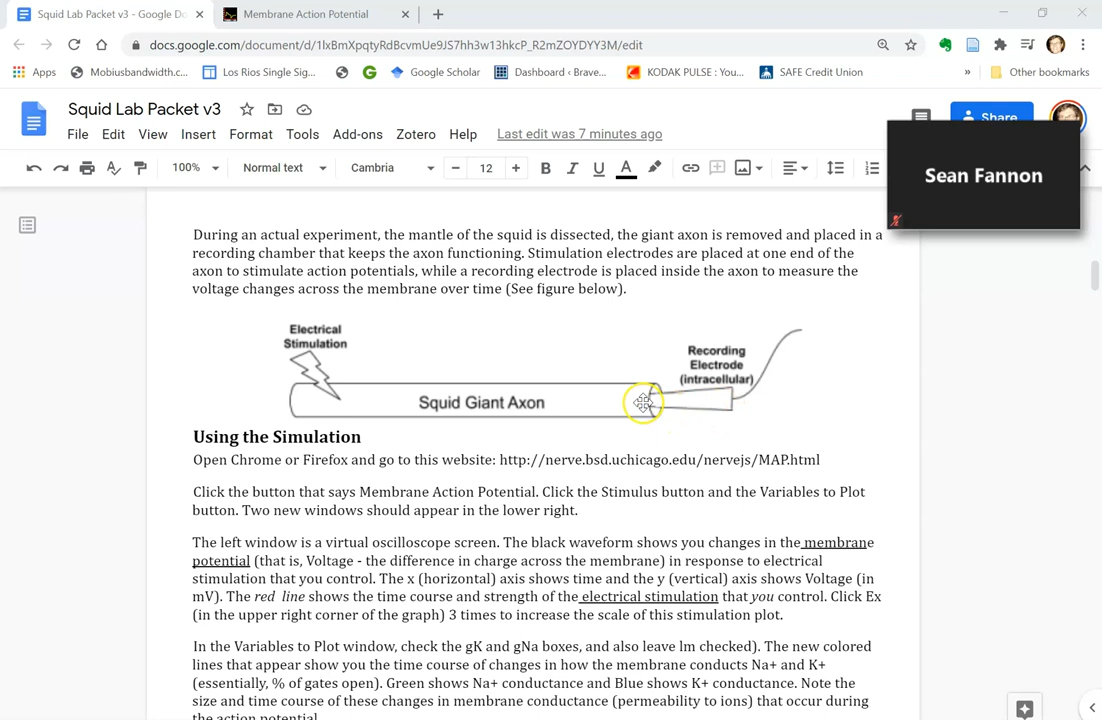 Squid Lab Packet v3 - Google Do
Membrane Action Potential
docs.google.com/document/d/1lxBmXpqtyRdBcvmUe9JS7hh3w13hkcP_R2mZOYDYY3M/edit
Apps
Mobiusbandwidth.c...
Los Rios Single Sig...
Google Scholar
Dashboard ‹ Brave...
KODAK PULSE : You...
SAFE Credit Union
»
Other bookmarks
Squid Lab Packet v3
Share
File Edit View Insert Format Tools Add-ons Zotero Help Last edit was 7 minutes ago
100% Normal text Cambria 12 B I U A
Sean Fannon
During an actual experiment, the mantle of the squid is dissected, the giant axon is removed and placed in a
recording chamber that keeps the axon functioning. Stimulation electrodes are placed at one end of the
axon to stimulate action potentials, while a recording electrode is placed inside the axon to measure the
voltage changes across the membrane over time (See figure below).
Electrical
Stimulation
Recording
Electrode
(intracellular)
Squid Giant Axon
Using the Simulation
Open Chrome or Firefox and go to this website: http://nerve.bsd.uchicago.edu/nervejs/MAP.html
Click the button that says Membrane Action Potential. Click the Stimulus button and the Variables to Plot
button. Two new windows should appear in the lower right.
The left window is a virtual oscilloscope screen. The black waveform shows you changes in the membrane
potential (that is, Voltage - the difference in charge across the membrane) in response to electrical
stimulation that you control. The x (horizontal) axis shows time and the y (vertical) axis shows Voltage (in
mV). The red line shows the time course and strength of the electrical stimulation that you control. Click Ex
(in the upper right corner of the graph) 3 times to increase the scale of this stimulation plot.
In the Variables to Plot window, check the gK and gNa boxes, and also leave Im checked). The new colored
lines that appear show you the time course of changes in how the membrane conducts Na+ and K+
(essentially, % of gates open). Green shows Na+ conductance and Blue shows K+ conductance. Note the
size and time course of these changes in membrane conductance (permeability to ions) that occur during
the action potential.